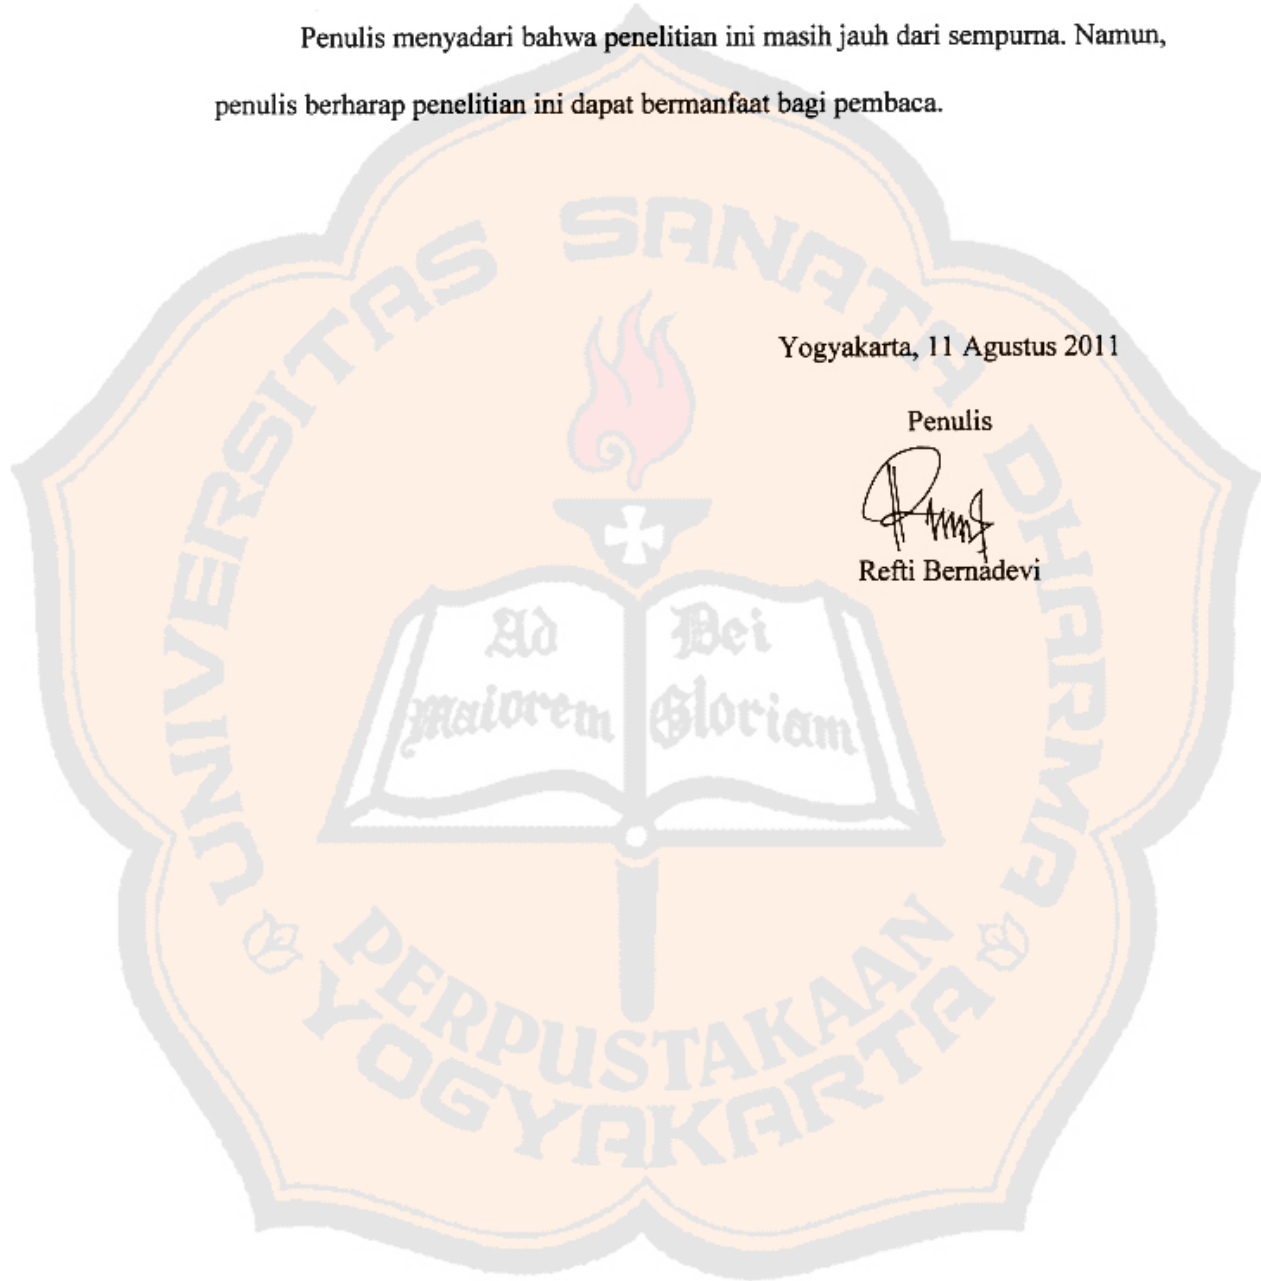 Penulis menyadari bahwa penelitian ini masih jauh dari sempurna. Namun,
penulis berharap penelitian ini dapat bermanfaat bagi pembaca.
Yogyakarta, 11 Agustus 2011
Penulis
Refti Bernadevi
UNIVERSITAS SANATA DHARMA
Ad Dei
Maiorem Gloriam
PERPUSTAKAAN
YOGYAKARTA